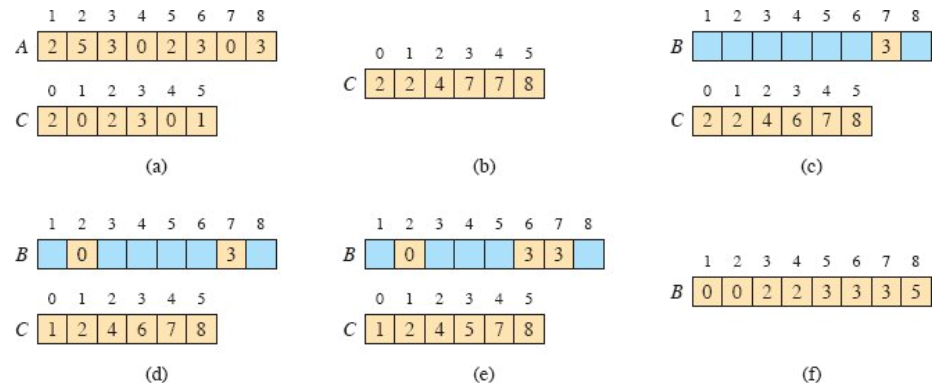 1 2 3 4 5 6 7 8
A 2 5 3 0 2 3 0 3
0 1 2 3 4 5
C 2 0 2 3 0 1
(a)
0 1 2 3 4 5
C 2 2 4 7 7 8
(b)
1 2 3 4 5 6 7 8
B 3
0 1 2 3 4 5
C 2 2 4 6 7 8
(c)
1 2 3 4 5 6 7 8
B 0 3
0 1 2 3 4 5
C 1 2 4 6 7 8
(d)
1 2 3 4 5 6 7 8
B 0 3 3
0 1 2 3 4 5
C 1 2 4 5 7 8
(e)
1 2 3 4 5 6 7 8
B 0 0 2 2 3 3 3 5
(f)